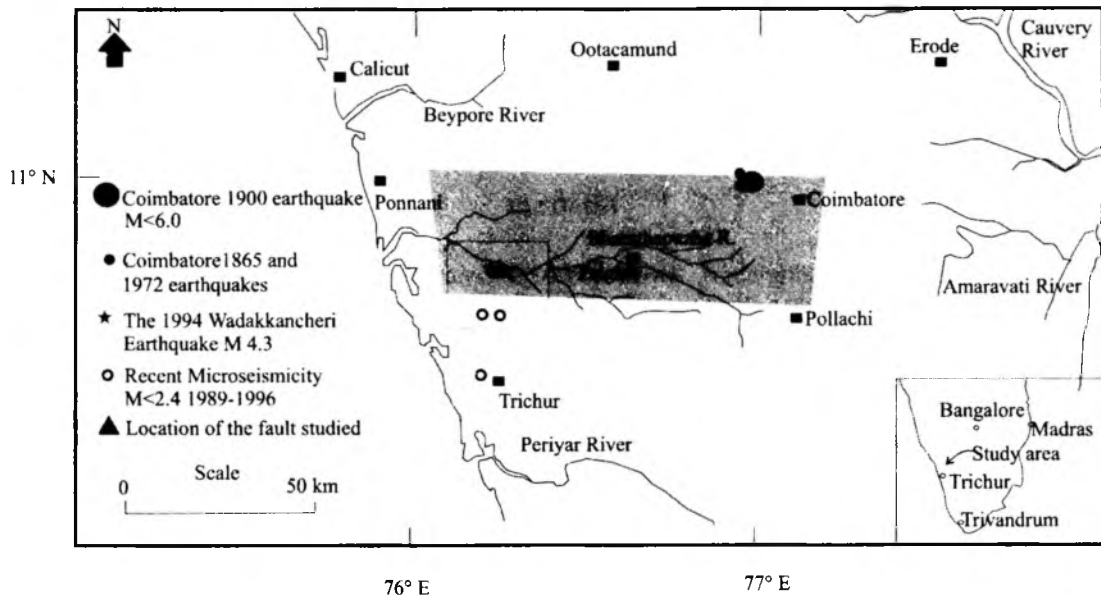 N
Calicut
Ootacamund
Erode
Cauvery
River
Beypore River
11° N
Ponnani
Coimbatore
Coimbatore 1900 earthquake
M<6.0
Coimbatore1865 and
1972 earthquakes
The 1994 Wadakkancheri
Earthquake M 4.3
Recent Microseismicity
M<2.4 1989-1996
Location of the fault studied
Scale
0 50 km
Amaravati River
Pollachi
Trichur
Periyar River
Bangalore
Madras
Study area
Trichur
Trivandrum
76° E
77° E